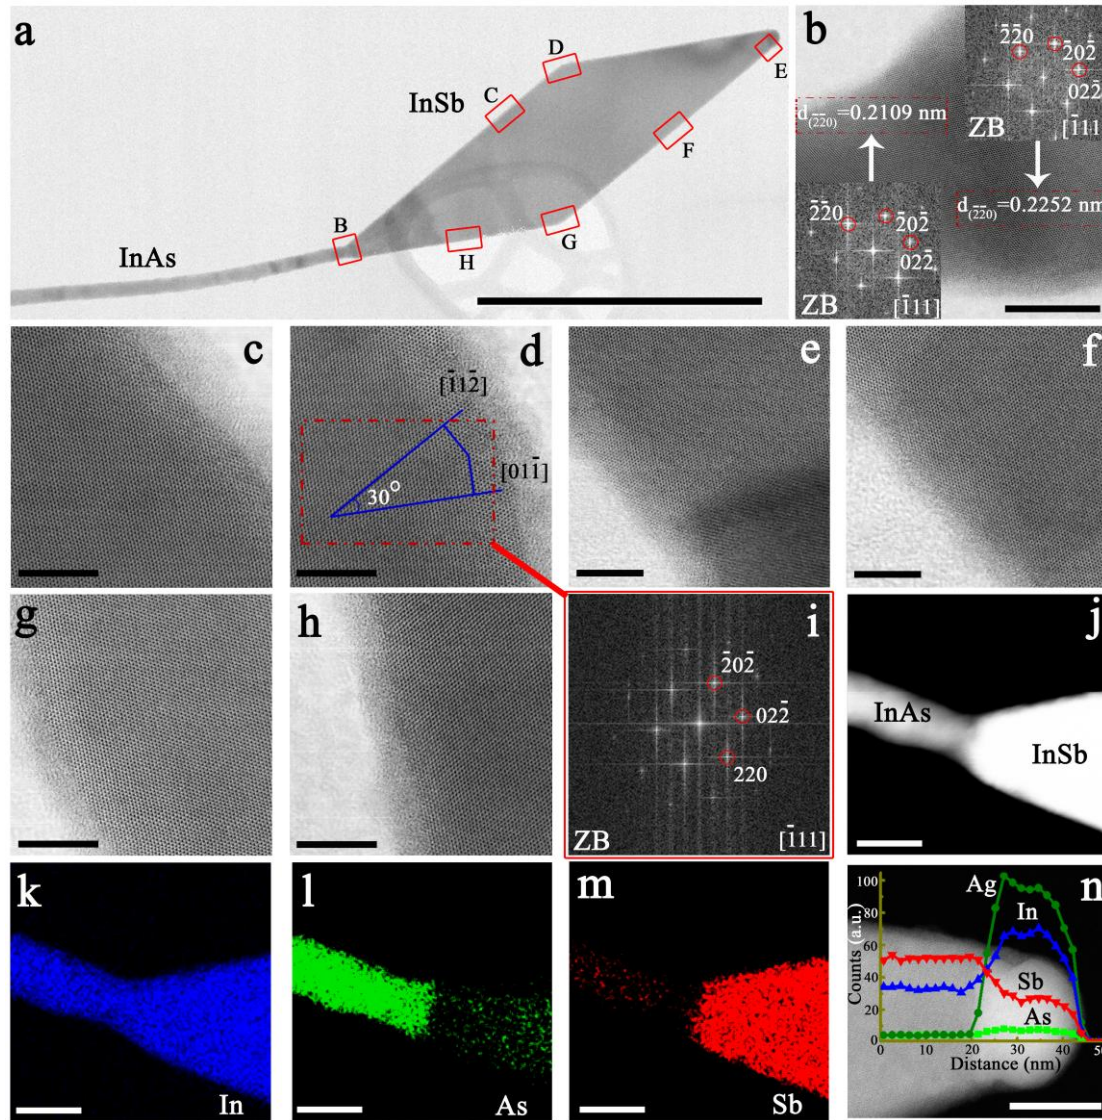 a
D
E
C
InSb
F
B
G
H
InAs
b
2̄2̄0
2̄02̄
022̄
d(2̄2̄0)=0.2109 nm
ZB
[1̄11]
d(2̄2̄0)=0.2252 nm
2̄2̄0
2̄02̄
022̄
ZB
[1̄11]
c
d
[1̄12̄]
[011̄]
30°
e
f
g
h
i
2̄02̄
022̄
220
ZB
[1̄11]
j
InAs
InSb
k
In
l
As
m
Sb
n
Ag
In
Sb
As
Counts (a.u.)
100
80
60
40
20
0
0
10
20
30
40
50
Distance (nm)